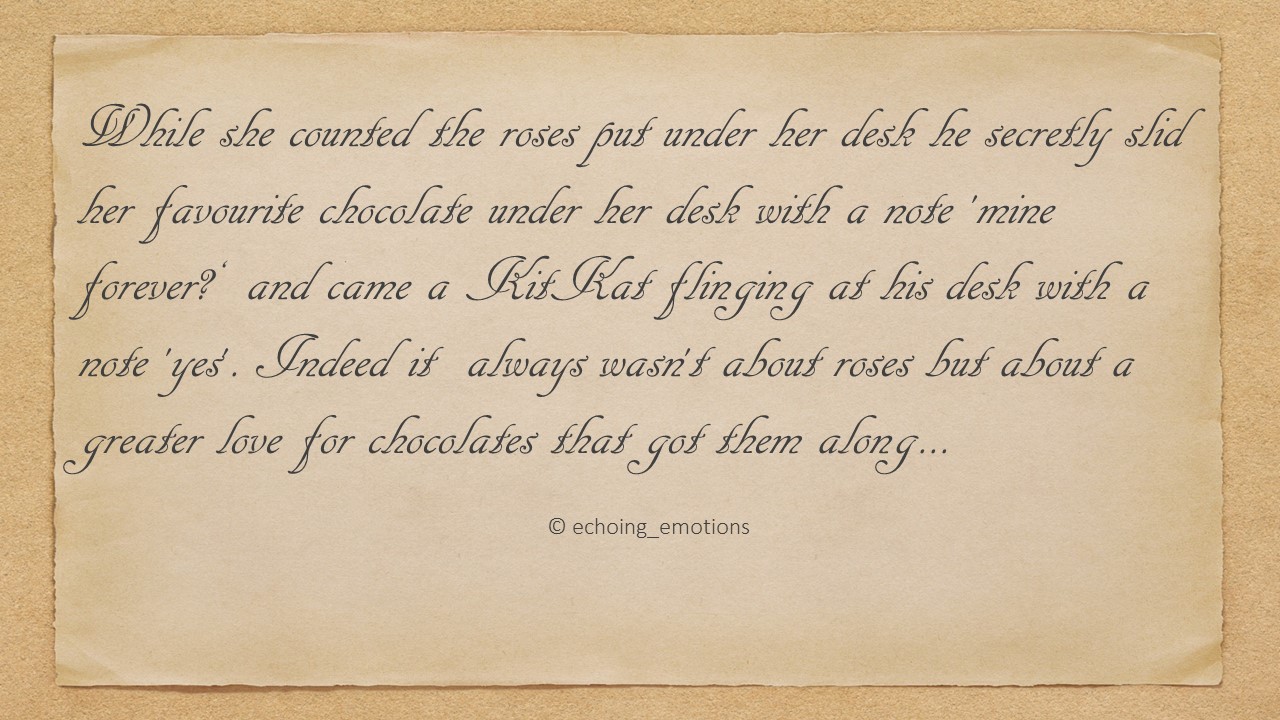 While she counted the roses put under her desk he secretly slid
her favourite chocolate under her desk with a note 'mine
forever?' and came a KitKat flinging at his desk with a
note 'yes'. Indeed it always wasn't about roses but about a
greater love for chocolates that got them along...
© echoing_emotions